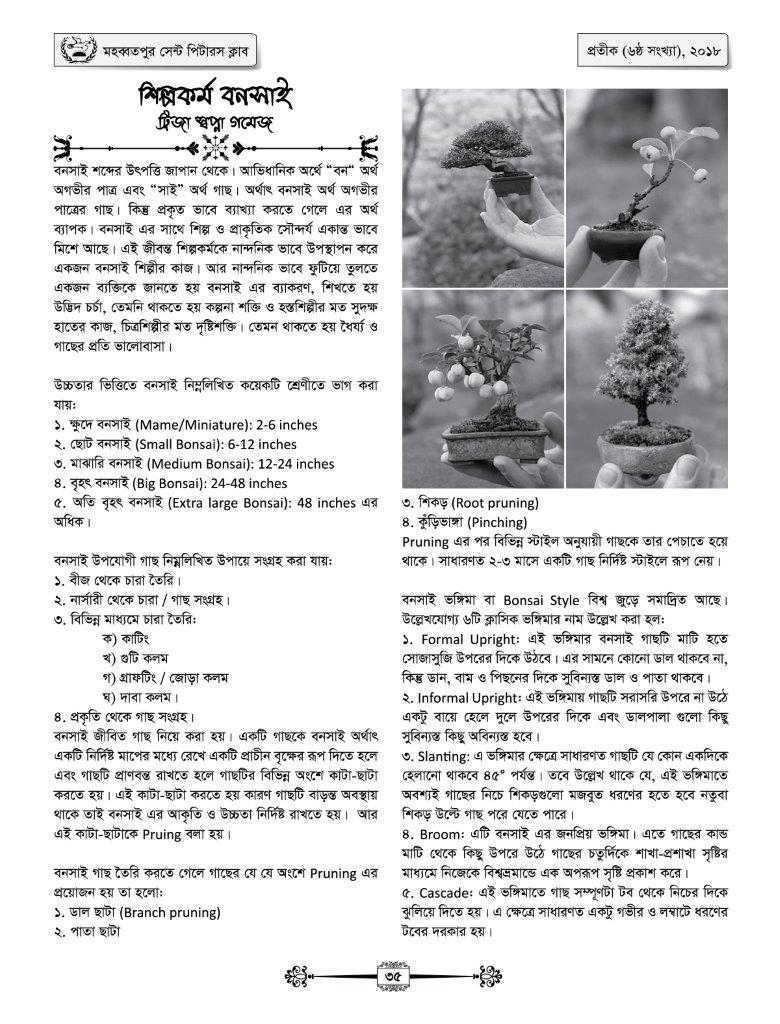 মহব্বতপুর সেন্ট পিটারস ক্লাব
প্রতীক (৬ষ্ঠ সংখ্যা), ২০১৮
শিল্পকর্ম বনসাই
ট্রিজা স্বপ্না গমেজ
বনসাই শব্দের উৎপত্তি জাপান থেকে। আভিধানিক অর্থে “বন“ অর্থ
অগভীর পাত্র এবং “সাই” অর্থ গাছ। অর্থাৎ বনসাই অর্থ অগভীর
পাত্রের গাছ। কিন্তু প্রকৃত ভাবে ব্যাখ্যা করতে গেলে এর অর্থ
ব্যাপক। বনসাই এর সাথে শিল্প ও প্রাকৃতিক সৌন্দর্য একান্ত ভাবে
মিশে আছে। এই জীবন্ত শিল্পকর্মকে নান্দনিক ভাবে উপস্থাপন করে
একজন বনসাই শিল্পীর কাজ। আর নান্দনিক ভাবে ফুটিয়ে তুলতে
একজন ব্যক্তিকে জানতে হয় বনসাই এর ব্যাকরণ, শিখতে হয়
উদ্ভিদ চর্চা, তেমনি থাকতে হয় কল্পনা শক্তি ও হস্তশিল্পীর মত সুদক্ষ
হাতের কাজ, চিত্রশিল্পীর মত দৃষ্টিশক্তি। তেমন থাকতে হয় ধৈর্য্য ও
গাছের প্রতি ভালোবাসা।
উচ্চতার ভিত্তিতে বনসাই নিম্নলিখিত কয়েকটি শ্রেণীতে ভাগ করা
যায়:
১. ক্ষুদে বনসাই (Mame/Miniature): 2-6 inches
২. ছোট বনসাই (Small Bonsai): 6-12 inches
৩. মাঝারি বনসাই (Medium Bonsai): 12-24 inches
৪. বৃহৎ বনসাই (Big Bonsai): 24-48 inches
৫. অতি বৃহৎ বনসাই (Extra large Bonsai): 48 inches এর
অধিক।
বনসাই উপযোগী গাছ নিম্নলিখিত উপায়ে সংগ্রহ করা যায়:
১. বীজ থেকে চারা তৈরি।
২. নার্সারী থেকে চারা / গাছ সংগ্রহ।
৩. বিভিন্ন মাধ্যমে চারা তৈরি:
ক) কাটিং
খ) গুটি কলম
গ) গ্রাফটিং / জোড়া কলম
ঘ) দাবা কলম।
৪. প্রকৃতি থেকে গাছ সংগ্রহ।
বনসাই জীবিত গাছ নিয়ে করা হয়। একটি গাছকে বনসাই অর্থাৎ
একটি নির্দিষ্ট মাপের মধ্যে রেখে একটি প্রাচীন বৃক্ষের রূপ দিতে হলে
এবং গাছটি প্রাণবন্ত রাখতে হলে গাছটির বিভিন্ন অংশে কাটা-ছাটা
করতে হয়। এই কাটা-ছাটা করতে হয় কারণ গাছটি বাড়ন্ত অবস্থায়
থাকে তাই বনসাই এর আকৃতি ও উচ্চতা নির্দিষ্ট রাখতে হয়। আর
এই কাটা-ছাটাকে Pruing বলা হয়।
বনসাই গাছ তৈরি করতে গেলে গাছের যে যে অংশে Pruning এর
প্রয়োজন হয় তা হলো:
১. ডাল ছাটা (Branch pruning)
২. পাতা ছাটা
৩. শিকড় (Root pruning)
৪. কুঁড়িভাঙ্গা (Pinching)
Pruning এর পর বিভিন্ন স্টাইল অনুযায়ী গাছকে তার পেচাতে হয়ে
থাকে। সাধারণত ২-৩ মাসে একটি গাছ নির্দিষ্ট স্টাইলে রূপ নেয়।
বনসাই ভঙ্গিমা বা Bonsai Style বিশ্ব জুড়ে সমাদ্রিত আছে।
উল্লেখযোগ্য ৬টি ক্লাসিক ভঙ্গিমার নাম উল্লেখ করা হল:
১. Formal Upright: এই ভঙ্গিমার বনসাই গাছটি মাটি হতে
সোজাসুজি উপরের দিকে উঠবে। এর সামনে কোনো ডাল থাকবে না,
কিন্তু ডান, বাম ও পিছনের দিকে সুবিন্যস্ত ডাল ও পাতা থাকবে।
২. Informal Upright: এই ভঙ্গিমায় গাছটি সরাসরি উপরে না উঠে
একটু বায়ে হেলে দুলে উপরের দিকে এবং ডালপালা গুলো কিছু
সুবিন্যস্ত কিছু অবিন্যস্ত হবে।
৩. Slanting: এ ভঙ্গিমার ক্ষেত্রে সাধারণত গাছটি যে কোন একদিকে
হেলানো থাকবে ৪৫° পর্যন্ত। তবে উল্লেখ থাকে যে, এই ভঙ্গিমাতে
অবশ্যই গাছের নিচে শিকড়গুলো মজবুত ধরণের হতে হবে নতুবা
শিকড় উল্টে গাছ পরে যেতে পারে।
৪. Broom: এটি বনসাই এর জনপ্রিয় ভঙ্গিমা। এতে গাছের কান্ড
মাটি থেকে কিছু উপরে উঠে গাছের চতুর্দিকে শাখা-প্রশাখা সৃষ্টির
মাধ্যমে নিজেকে বিশ্বভ্রমান্ডে এক অপরূপ সৃষ্টি প্রকাশ করে।
৫. Cascade: এই ভঙ্গিমাতে গাছ সম্পূণটা টব থেকে নিচের দিকে
ঝুলিয়ে দিতে হয়। এ ক্ষেত্রে সাধারণত একটু গভীর ও লম্বাটে ধরণের
টবের দরকার হয়।
৩৫